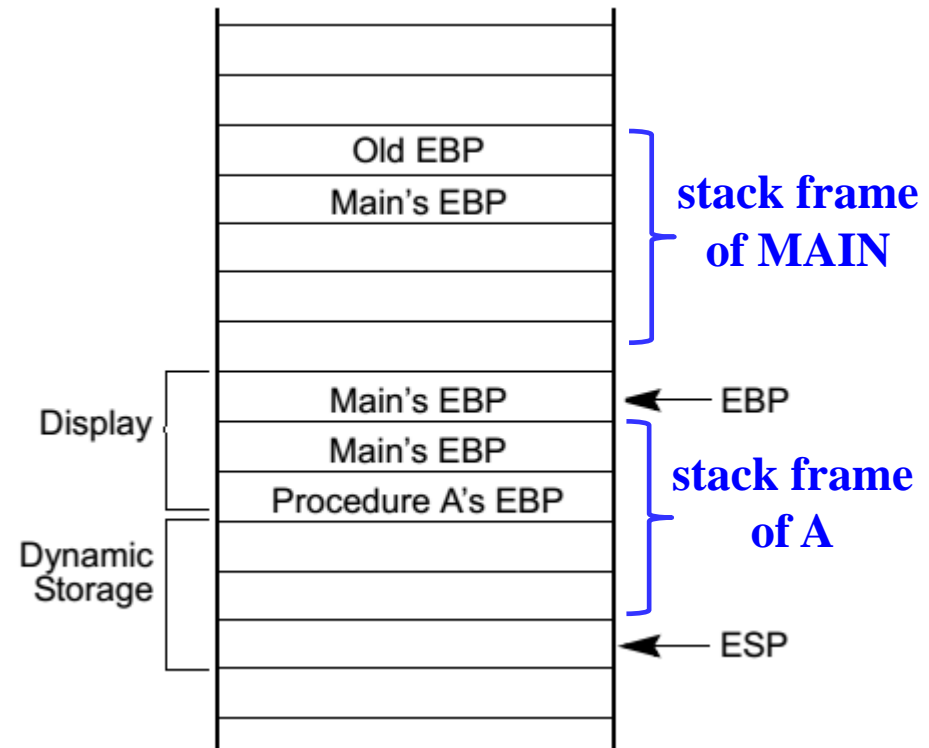 Old EBP
Main's EBP
stack frame
of MAIN
Main's EBP
EBP
Display
Main's EBP
stack frame
of A
Procedure A's EBP
Dynamic
Storage
ESP